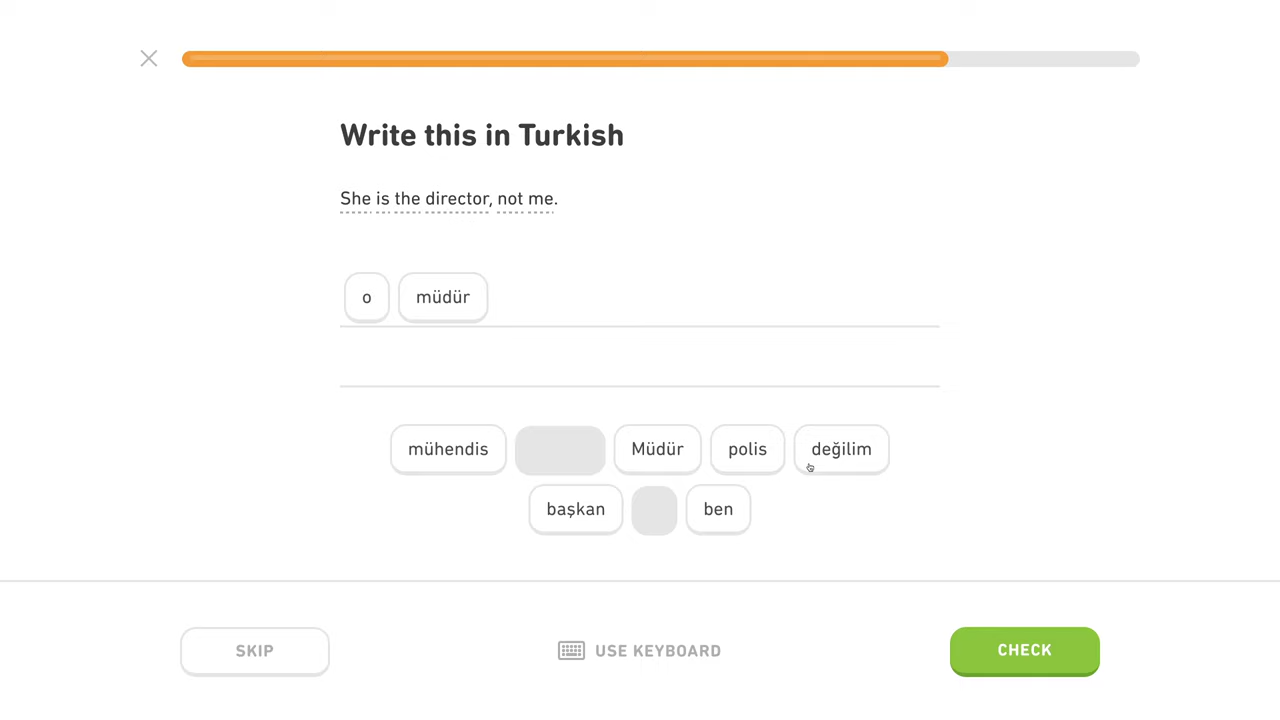 Write this in Turkish
She is the director, not me.
o müdür
mühendis Müdür polis değilim
başkan ben
SKIP USE KEYBOARD CHECK